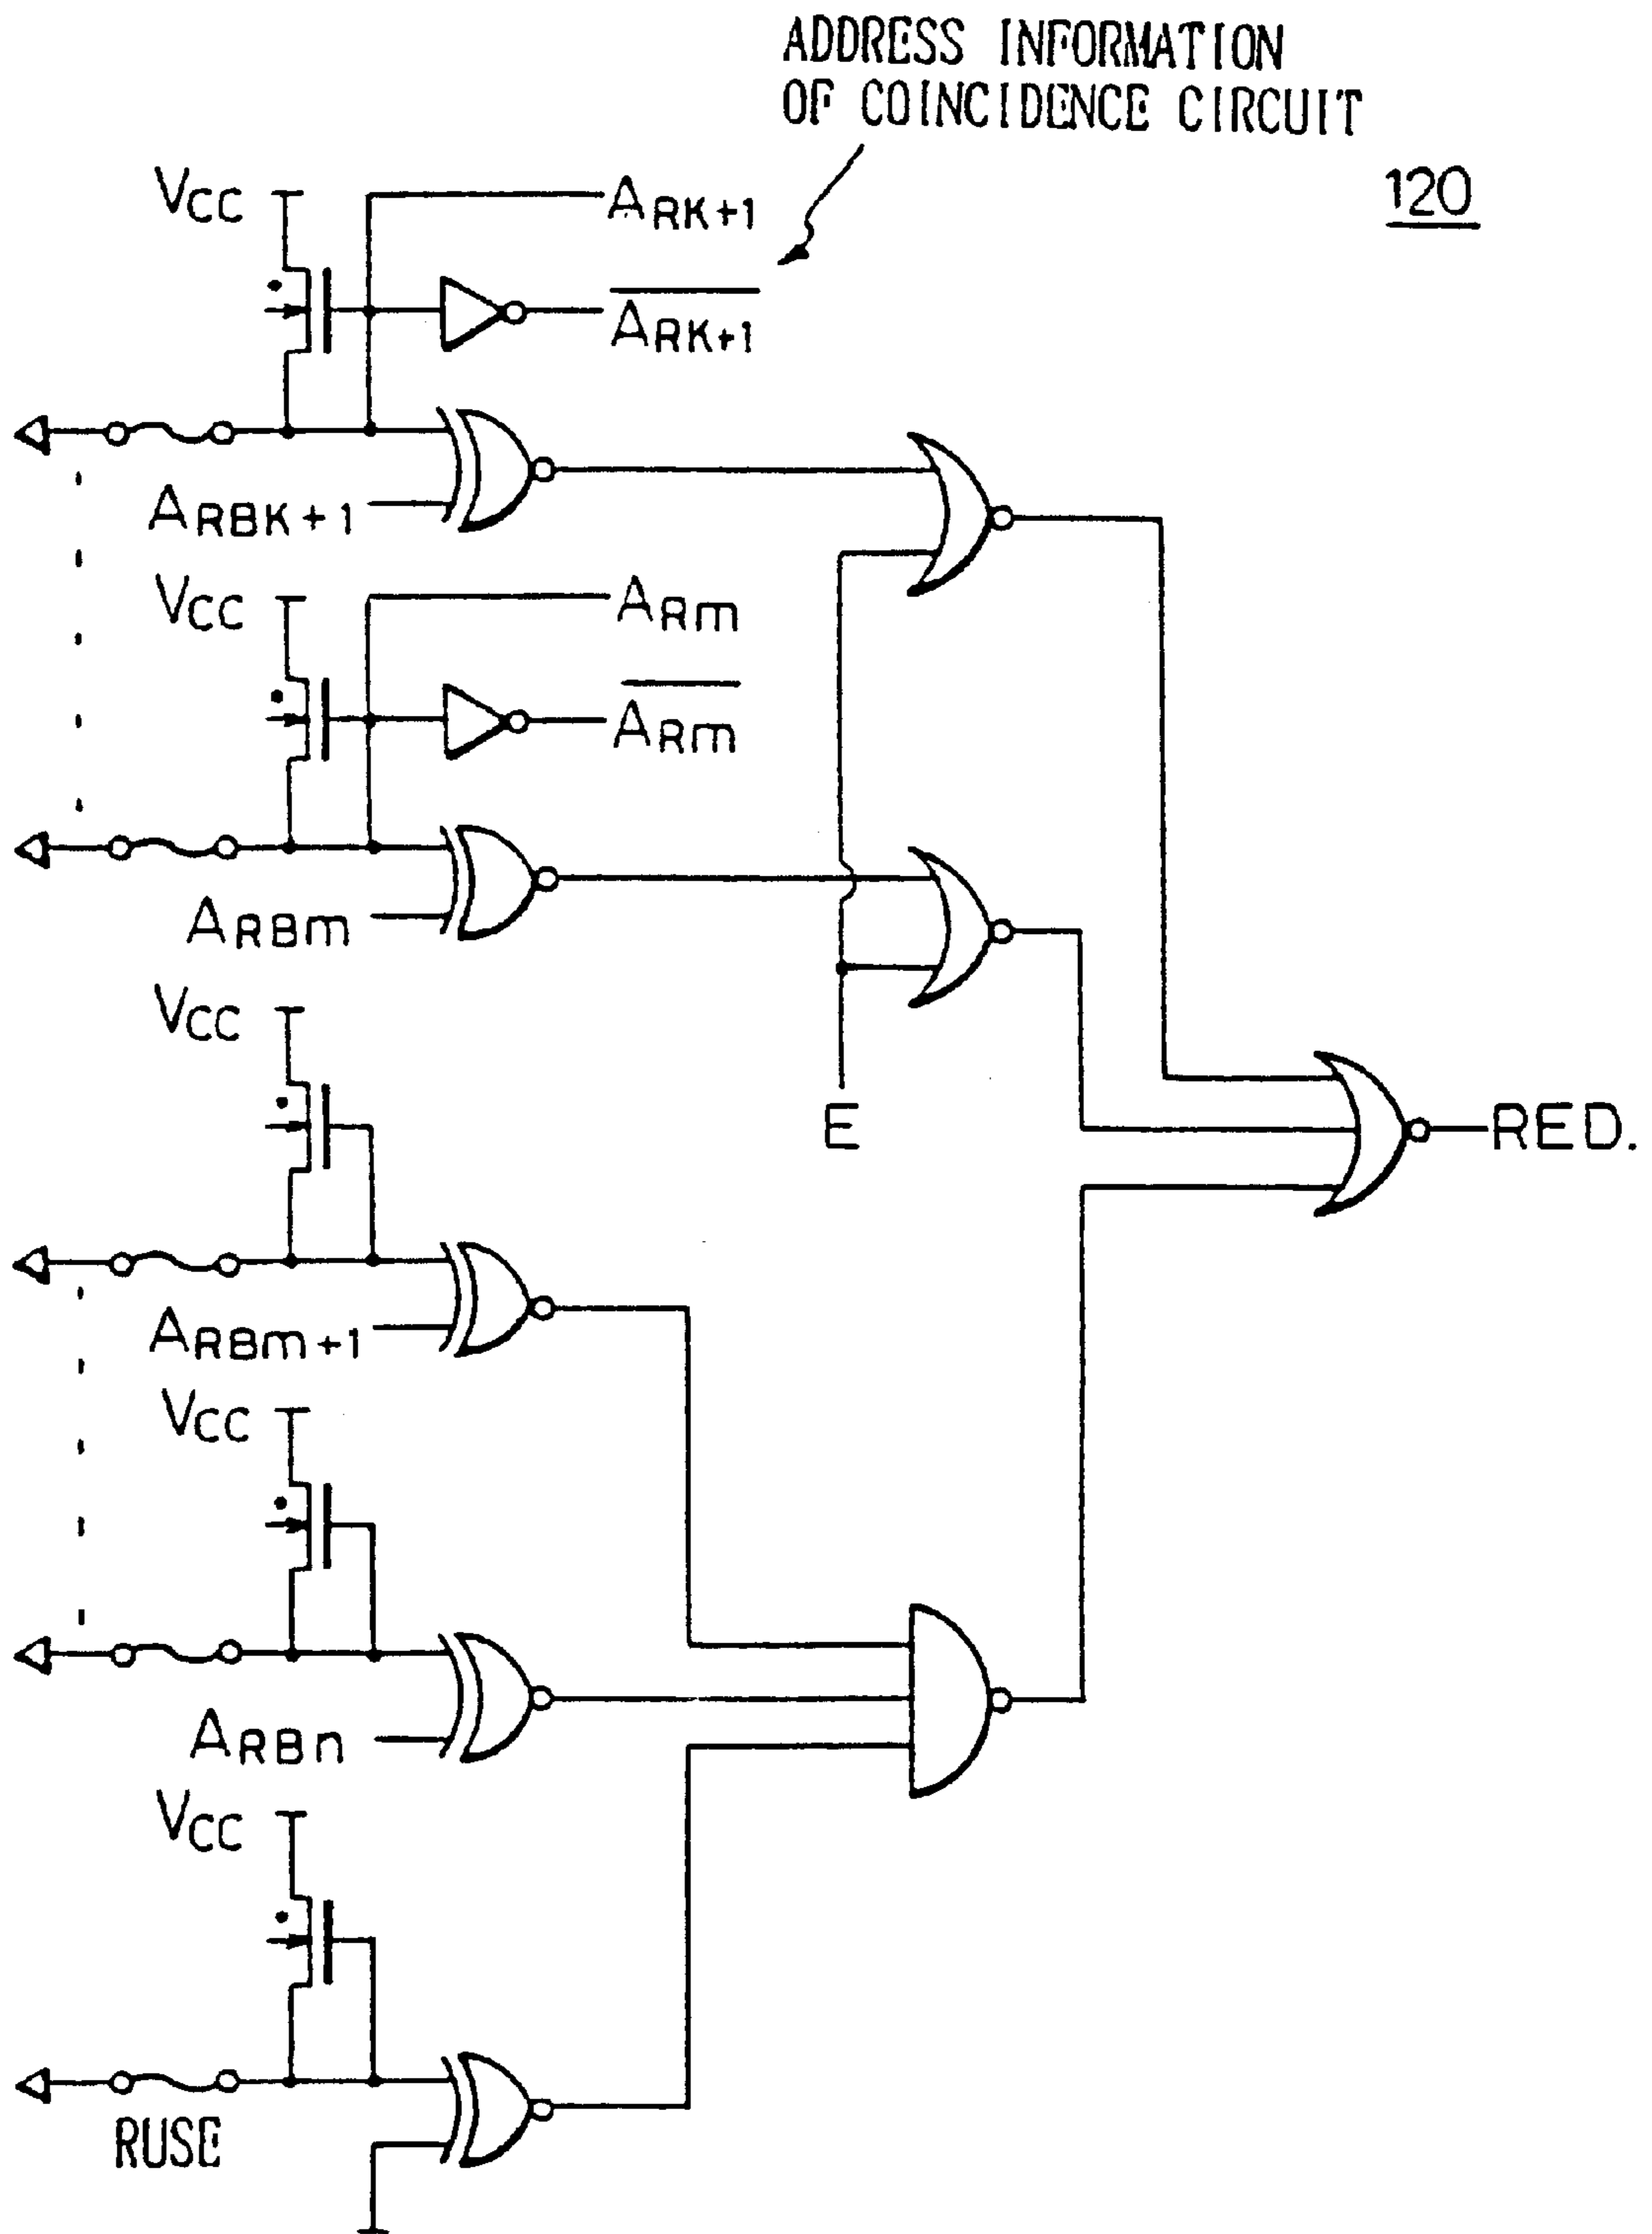 ADDRESS INFORMATION
OF COINCIDENCE CIRCUIT
120
VCC
ARK+1
ARK+1
ARBK+1
VCC
ARm
ARm
ARBm
VCC
E
RED.
ARBm+1
VCC
ARBn
VCC
RUSE